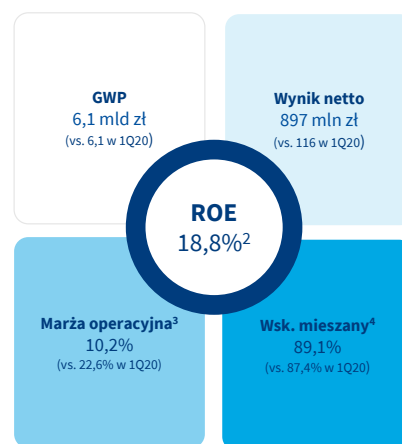 GWP
6,1 mld zł
(vs. 6,1 w 1Q20)
Wynik netto
897 mln zł
(vs. 116 w 1Q20)
ROE
18,8%²
Marża operacyjna³
10,2%
(vs. 22,6% w 1Q20)
Wsk. mieszany⁴
89,1%
(vs. 87,4% w 1Q20)